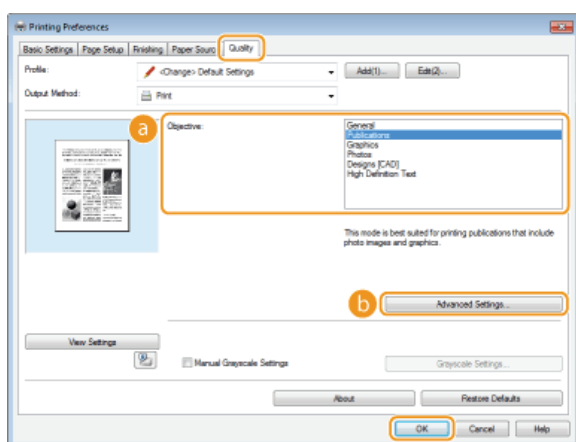 Printing Preferences
Basic Settings Page Setup Finishing Paper Sourc Quality
Profile: <Change> Default Settings Add(1)... Edit(2)...
Output Method: Print
a
Objective:
General
Publications
Graphics
Photos
Designs [CAD]
High Definition Text
This mode is best suited for printing publications that include
photo images and graphics.
b Advanced Settings...
View Settings
Manual Grayscale Settings Grayscale Settings...
About Restore Defaults
OK Cancel Help